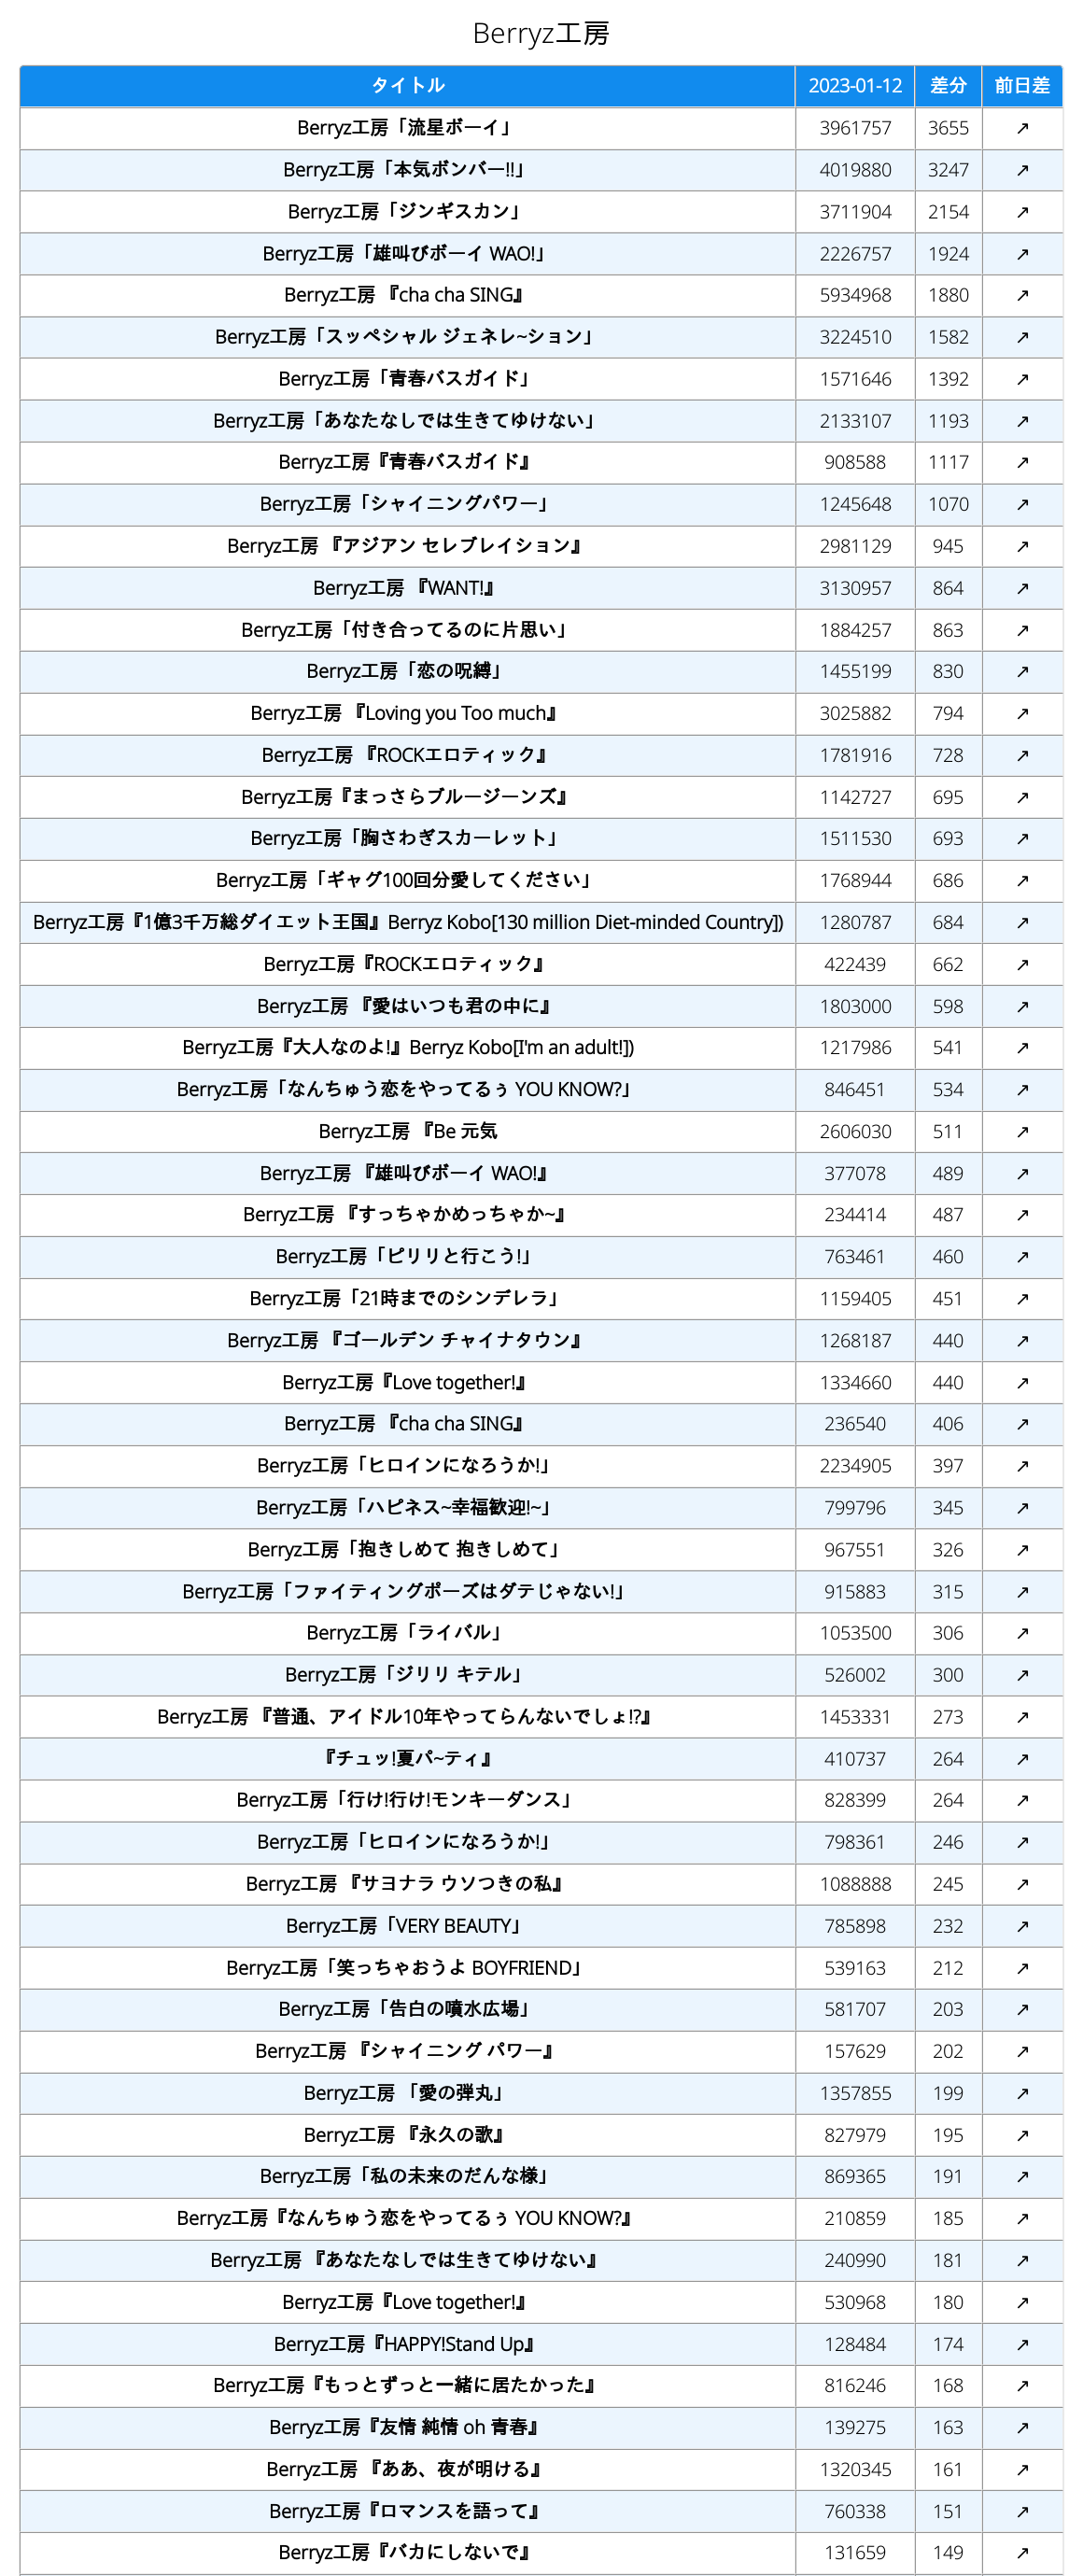 Berryz工房
タイトル 2023-01-12 差分 前日差
Berryz工房「流星ボーイ」 3961757 3655 ↗
Berryz工房「本気ボンバー!!」 4019880 3247 ↗
Berryz工房「ジンギスカン」 3711904 2154 ↗
Berryz工房「雄叫びボーイ WAO!」 2226757 1924 ↗
Berryz工房 『cha cha SING』 5934968 1880 ↗
Berryz工房「スッペシャル ジェネレ~ション」 3224510 1582 ↗
Berryz工房「青春バスガイド」 1571646 1392 ↗
Berryz工房「あなたなしでは生きてゆけない」 2133107 1193 ↗
Berryz工房『青春バスガイド』 908588 1117 ↗
Berryz工房「シャイニングパワー」 1245648 1070 ↗
Berryz工房 『アジアン セレブレイション』 2981129 945 ↗
Berryz工房 『WANT!』 3130957 864 ↗
Berryz工房「付き合ってるのに片思い」 1884257 863 ↗
Berryz工房「恋の呪縛」 1455199 830 ↗
Berryz工房 『Loving you Too much』 3025882 794 ↗
Berryz工房 『ROCKエロティック』 1781916 728 ↗
Berryz工房『まっさらブルージーンズ』 1142727 695 ↗
Berryz工房「胸さわぎスカーレット」 1511530 693 ↗
Berryz工房「ギャグ100回分愛してください」 1768944 686 ↗
Berryz工房『1億3千万総ダイエット王国』Berryz Kobo[130 million Diet-minded Country]) 1280787 684 ↗
Berryz工房『ROCKエロティック』 422439 662 ↗
Berryz工房 『愛はいつも君の中に』 1803000 598 ↗
Berryz工房『大人なのよ!』Berryz Kobo[I'm an adult!]) 1217986 541 ↗
Berryz工房「なんちゅう恋をやってるぅ YOU KNOW?」 846451 534 ↗
Berryz工房 『Be 元気 2606030 511 ↗
Berryz工房 『雄叫びボーイ WAO!』 377078 489 ↗
Berryz工房 『すっちゃかめっちゃか~』 234414 487 ↗
Berryz工房「ピリリと行こう!」 763461 460 ↗
Berryz工房「21時までのシンデレラ」 1159405 451 ↗
Berryz工房 『ゴールデン チャイナタウン』 1268187 440 ↗
Berryz工房『Love together!』 1334660 440 ↗
Berryz工房 『cha cha SING』 236540 406 ↗
Berryz工房「ヒロインになろうか!」 2234905 397 ↗
Berryz工房「ハピネス~幸福歓迎!~」 799796 345 ↗
Berryz工房「抱きしめて 抱きしめて」 967551 326 ↗
Berryz工房「ファイティングポーズはダテじゃない!」 915883 315 ↗
Berryz工房「ライバル」 1053500 306 ↗
Berryz工房「ジリリ キテル」 526002 300 ↗
Berryz工房 『普通、アイドル10年やってらんないでしょ!?』 1453331 273 ↗
『チュッ!夏パ~ティ』 410737 264 ↗
Berryz工房「行け!行け!モンキーダンス」 828399 264 ↗
Berryz工房「ヒロインになろうか!」 798361 246 ↗
Berryz工房 『サヨナラ ウソつきの私』 1088888 245 ↗
Berryz工房「VERY BEAUTY」 785898 232 ↗
Berryz工房「笑っちゃおうよ BOYFRIEND」 539163 212 ↗
Berryz工房「告白の噴水広場」 581707 203 ↗
Berryz工房 『シャイニング パワー』 157629 202 ↗
Berryz工房 「愛の弾丸」 1357855 199 ↗
Berryz工房 『永久の歌』 827979 195 ↗
Berryz工房「私の未来のだんな様」 869365 191 ↗
Berryz工房『なんちゅう恋をやってるぅ YOU KNOW?』 210859 185 ↗
Berryz工房 『あなたなしでは生きてゆけない』 240990 181 ↗
Berryz工房『Love together!』 530968 180 ↗
Berryz工房『HAPPY!Stand Up』 128484 174 ↗
Berryz工房『もっとずっと一緒に居たかった』 816246 168 ↗
Berryz工房『友情 純情 oh 青春』 139275 163 ↗
Berryz工房 『ああ、夜が明ける』 1320345 161 ↗
Berryz工房『ロマンスを語って』 760338 151 ↗
Berryz工房『バカにしないで』 131659 149 ↗